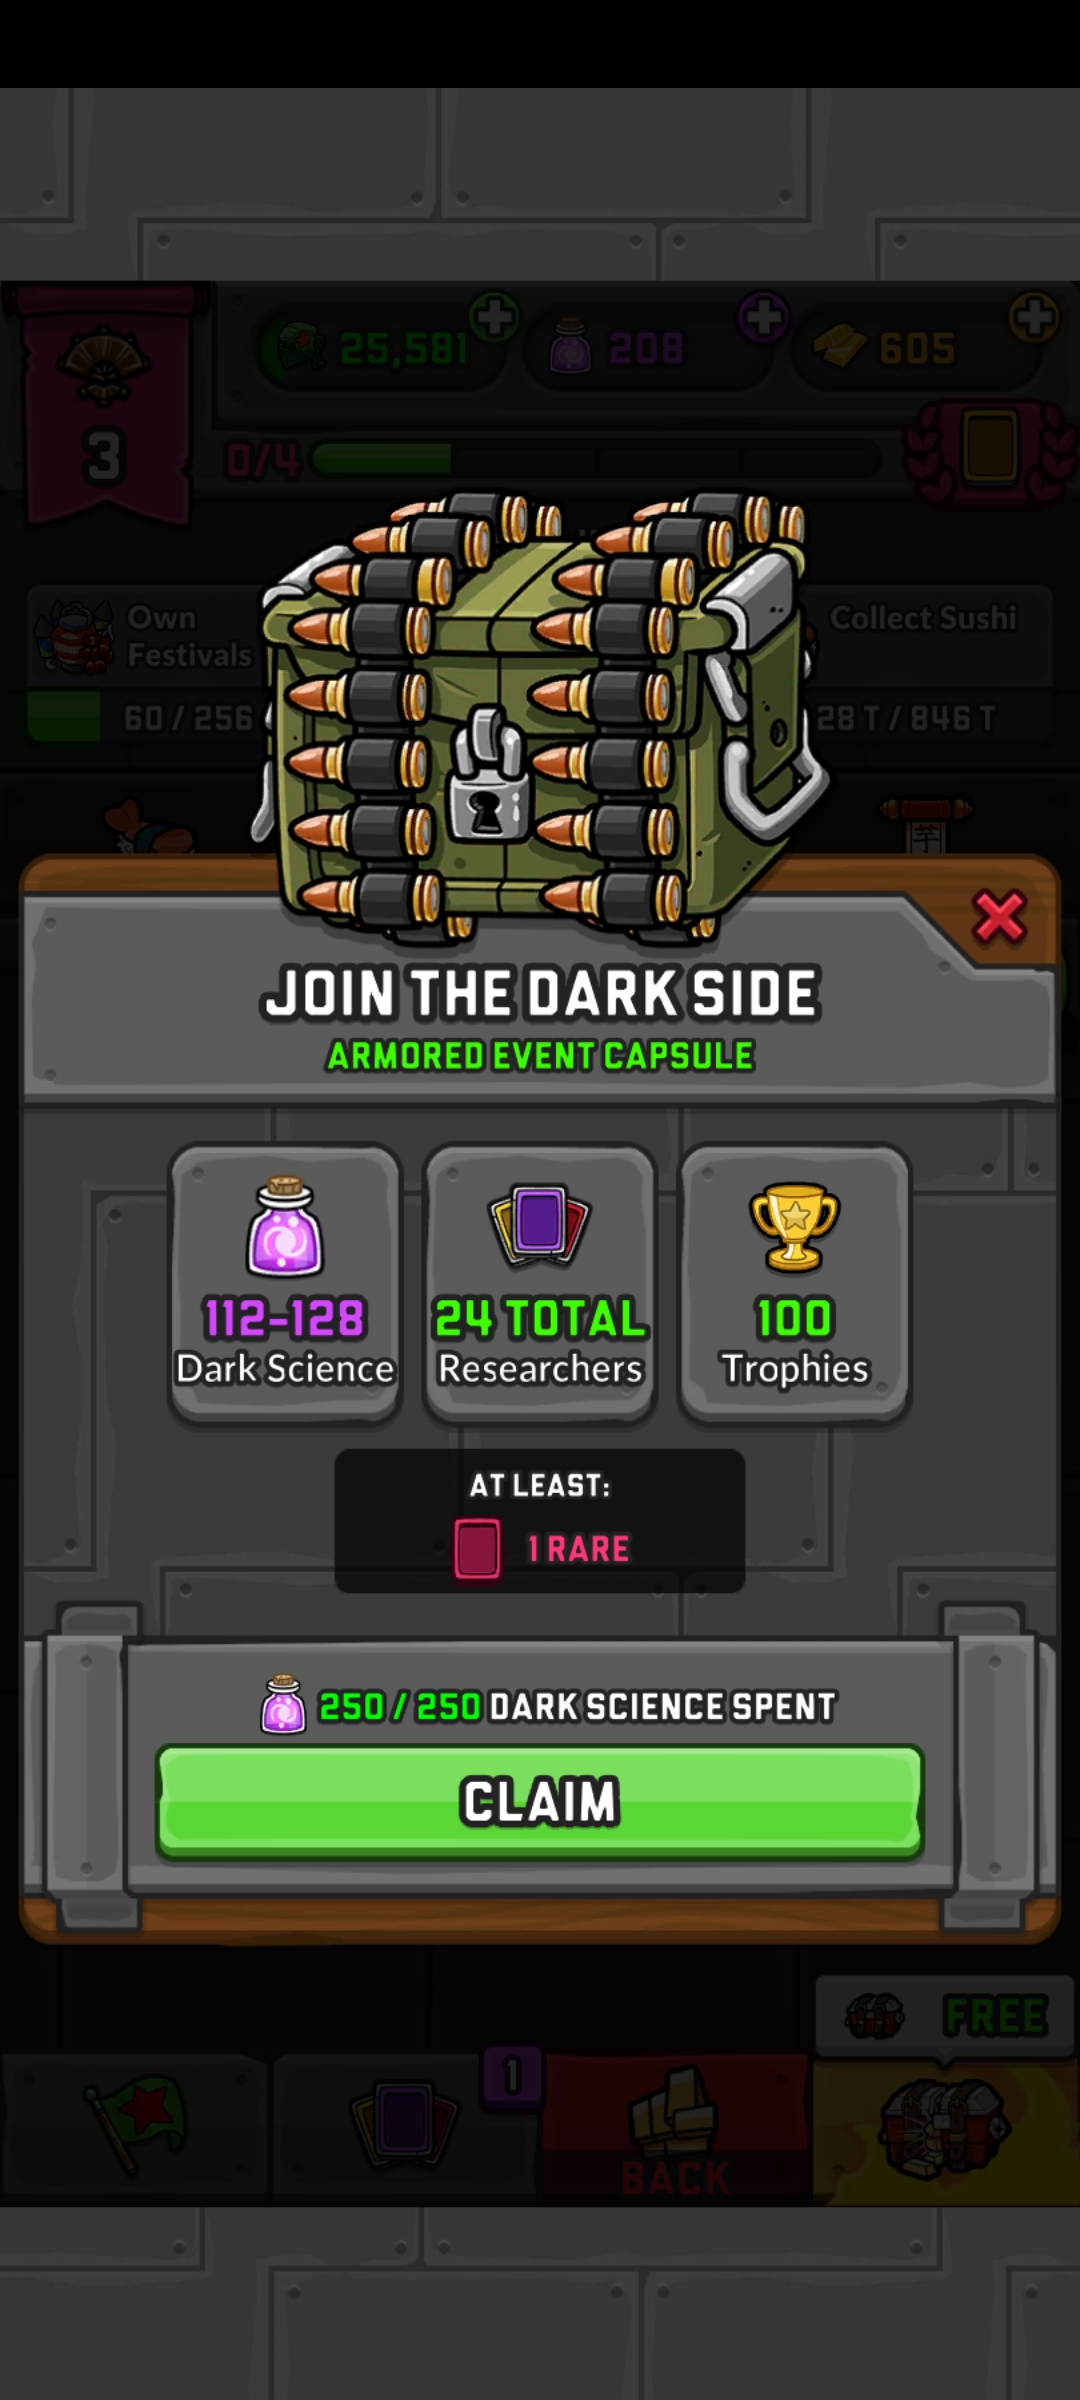 25,581
208
605
3
0/4
Own
Festivals
Collect Sushi
60 / 256
28 T / 846 T
JOIN THE DARK SIDE
ARMORED EVENT CAPSULE
112-128
Dark Science
24 TOTAL
Researchers
100
Trophies
AT LEAST:
1 RARE
250 / 250 DARK SCIENCE SPENT
CLAIM
FREE
1
BACK